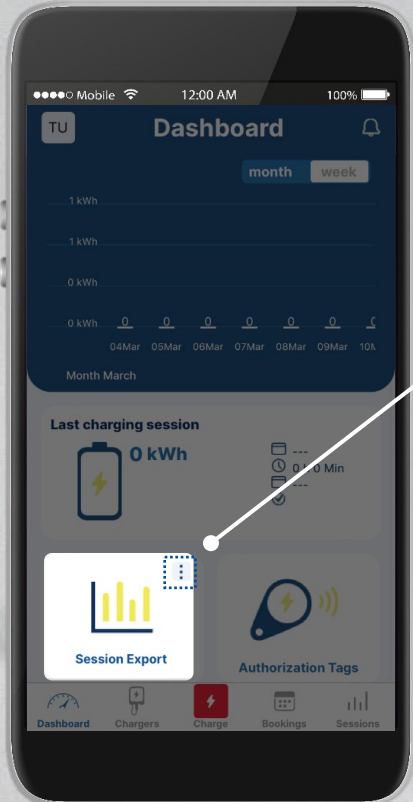 Mobile 12:00 AM 100%
TU Dashboard
month week
1 kWh
1 kWh
0 kWh
0 kWh 0 0 0 0 0 0
04Mar 05Mar 06Mar 07Mar 08Mar 09Mar
Month March
Last charging session
0 kWh
---
0 h 0 Min
---
Session Export
Authorization Tags
Dashboard Chargers Charge Bookings Sessions